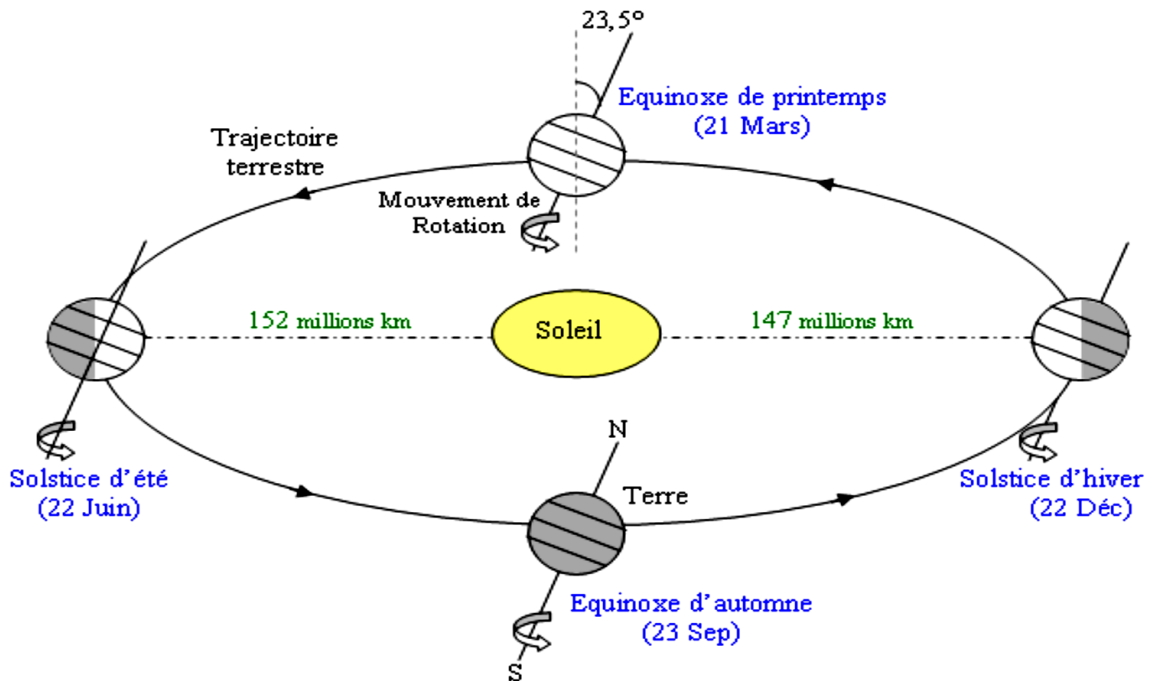 23,5°
Equinoxe de printemps
(21 Mars)
Trajectoire
terrestre
Mouvement de
Rotation
152 millions km
Soleil
147 millions km
N
Solstice d'été
(22 Juin)
Terre
Solstice d'hiver
(22 Déc)
Equinoxe d'automne
(23 Sep)
S